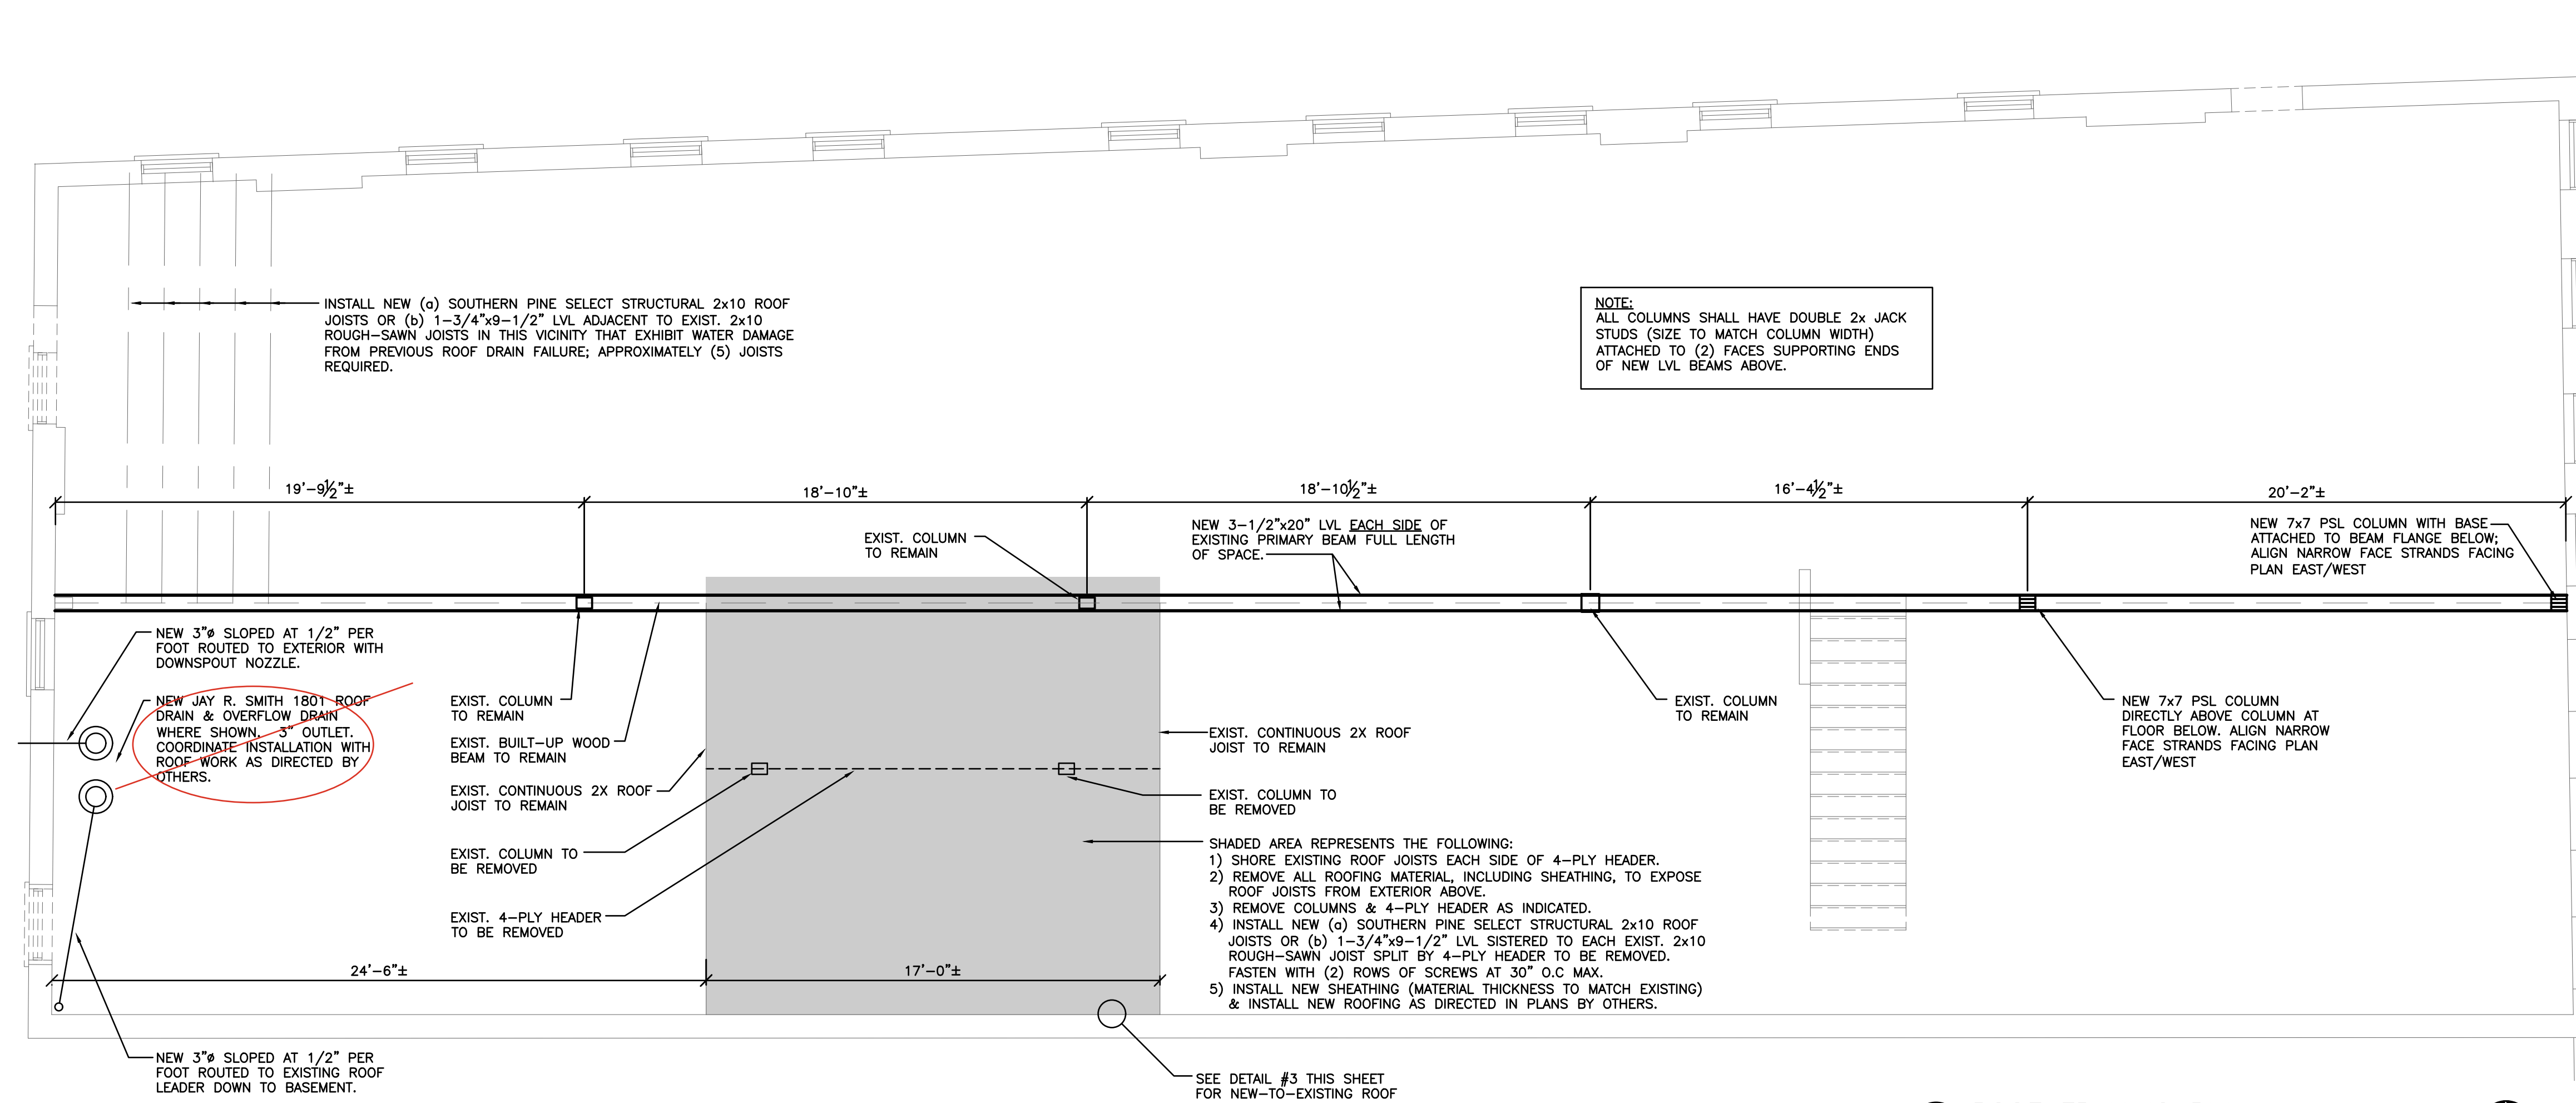 INSTALL NEW (a) SOUTHERN PINE SELECT STRUCTURAL 2x10 ROOF
JOISTS OR (b) 1-3/4"x9-1/2" LVL ADJACENT TO EXIST. 2x10
ROUGH-SAWN JOISTS IN THIS VICINITY THAT EXHIBIT WATER DAMAGE
FROM PREVIOUS ROOF DRAIN FAILURE; APPROXIMATELY (5) JOISTS
REQUIRED.
NOTE:
ALL COLUMNS SHALL HAVE DOUBLE 2x JACK
STUDS (SIZE TO MATCH COLUMN WIDTH)
ATTACHED TO (2) FACES SUPPORTING ENDS
OF NEW LVL BEAMS ABOVE.
19'-9½"±
18'-10"±
18'-10½"±
16'-4½"±
20'-2"±
EXIST. COLUMN
TO REMAIN
NEW 3-1/2"x20" LVL EACH SIDE OF
EXISTING PRIMARY BEAM FULL LENGTH
OF SPACE.
NEW 7x7 PSL COLUMN WITH BASE
ATTACHED TO BEAM FLANGE BELOW;
ALIGN NARROW FACE STRANDS FACING
PLAN EAST/WEST
NEW 3"ø SLOPED AT 1/2" PER
FOOT ROUTED TO EXTERIOR WITH
DOWNSPOUT NOZZLE.
NEW JAY R. SMITH 1801 ROOF
DRAIN & OVERFLOW DRAIN
WHERE SHOWN. 3" OUTLET.
COORDINATE INSTALLATION WITH
ROOF WORK AS DIRECTED BY
OTHERS.
EXIST. COLUMN
TO REMAIN
EXIST. BUILT-UP WOOD
BEAM TO REMAIN
EXIST. CONTINUOUS 2X ROOF
JOIST TO REMAIN
EXIST. COLUMN TO
BE REMOVED
EXIST. 4-PLY HEADER
TO BE REMOVED
EXIST. CONTINUOUS 2X ROOF
JOIST TO REMAIN
EXIST. COLUMN TO
BE REMOVED
SHADED AREA REPRESENTS THE FOLLOWING:
1) SHORE EXISTING ROOF JOISTS EACH SIDE OF 4-PLY HEADER.
2) REMOVE ALL ROOFING MATERIAL, INCLUDING SHEATHING, TO EXPOSE
ROOF JOISTS FROM EXTERIOR ABOVE.
3) REMOVE COLUMNS & 4-PLY HEADER AS INDICATED.
4) INSTALL NEW (a) SOUTHERN PINE SELECT STRUCTURAL 2x10 ROOF
JOISTS OR (b) 1-3/4"x9-1/2" LVL SISTERED TO EACH EXIST. 2x10
ROUGH-SAWN JOIST SPLIT BY 4-PLY HEADER TO BE REMOVED.
FASTEN WITH (2) ROWS OF SCREWS AT 30" O.C MAX.
5) INSTALL NEW SHEATHING (MATERIAL THICKNESS TO MATCH EXISTING)
& INSTALL NEW ROOFING AS DIRECTED IN PLANS BY OTHERS.
EXIST. COLUMN
TO REMAIN
NEW 7x7 PSL COLUMN
DIRECTLY ABOVE COLUMN AT
FLOOR BELOW. ALIGN NARROW
FACE STRANDS FACING PLAN
EAST/WEST
24'-6"±
17'-0"±
NEW 3"ø SLOPED AT 1/2" PER
FOOT ROUTED TO EXISTING ROOF
LEADER DOWN TO BASEMENT.
SEE DETAIL #3 THIS SHEET
FOR NEW-TO-EXISTING ROOF